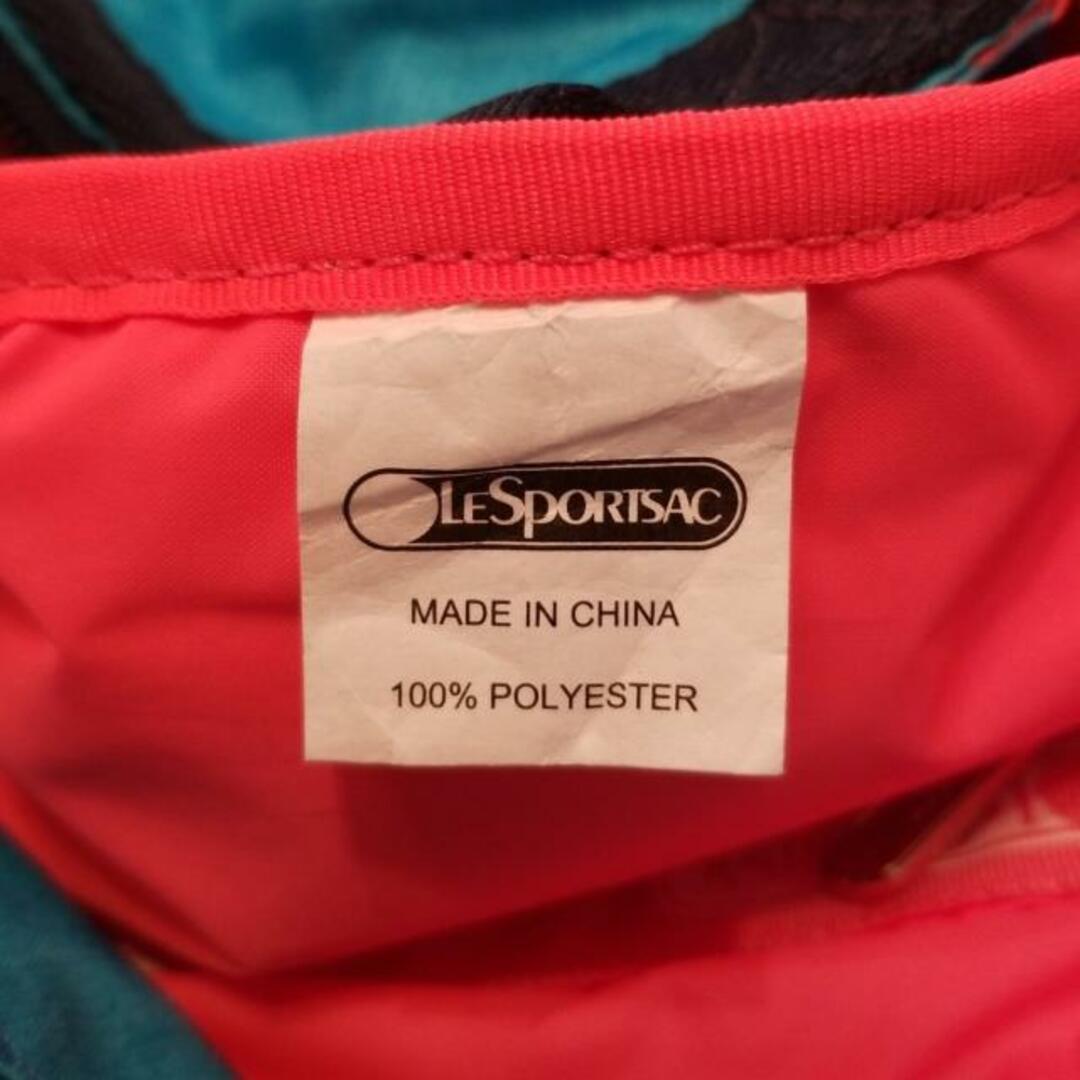 LESPORTSAC
MADE IN CHINA
100% POLYESTER